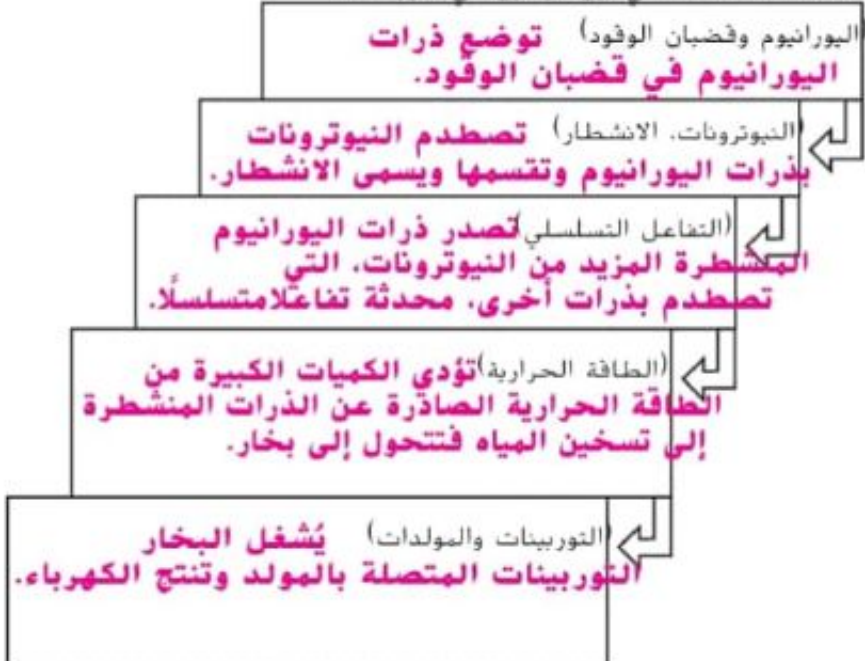 (اليورانيوم وقضبان الوقود) توضع ذرات
اليورانيوم في قضبان الوقود.
(النيوترونات. الانشطار) تصطدم النيوترونات
بذرات اليورانيوم وتقسمها ويسمى الانشطار.
(التفاعل التسلسلي) تصدر ذرات اليورانيوم
المنشطرة المزيد من النيوترونات، التي
تصطدم بذرات أخرى، محدثة تفاعلًا متسلسلًا.
(الطاقة الحرارية) تؤدي الكميات الكبيرة من
الطاقة الحرارية الصادرة عن الذرات المنشطرة
إلى تسخين المياه فتتحول إلى بخار.
(التوربينات والمولدات) يُشغل البخار
التوربينات المتصلة بالمولد وتنتج الكهرباء.